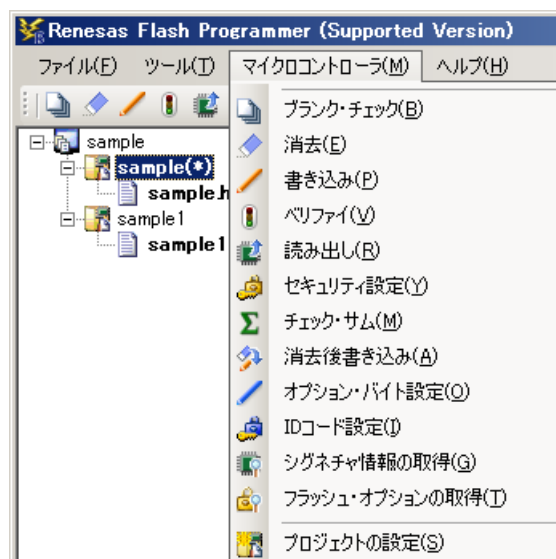 Renesas Flash Programmer (Supported Version)
ファイル(F) ツール(T) マイクロコントローラ(M) ヘルプ(H)
sample
sample(*)
sample.h
sample1
sample1
ブランク・チェック(B)
消去(E)
書き込み(P)
ベリファイ(V)
読み出し(R)
セキュリティ設定(Y)
チェック・サム(M)
消去後書き込み(A)
オプション・バイト設定(O)
IDコード設定(I)
シグネチャ情報の取得(G)
フラッシュ・オプションの取得(T)
プロジェクトの設定(S)